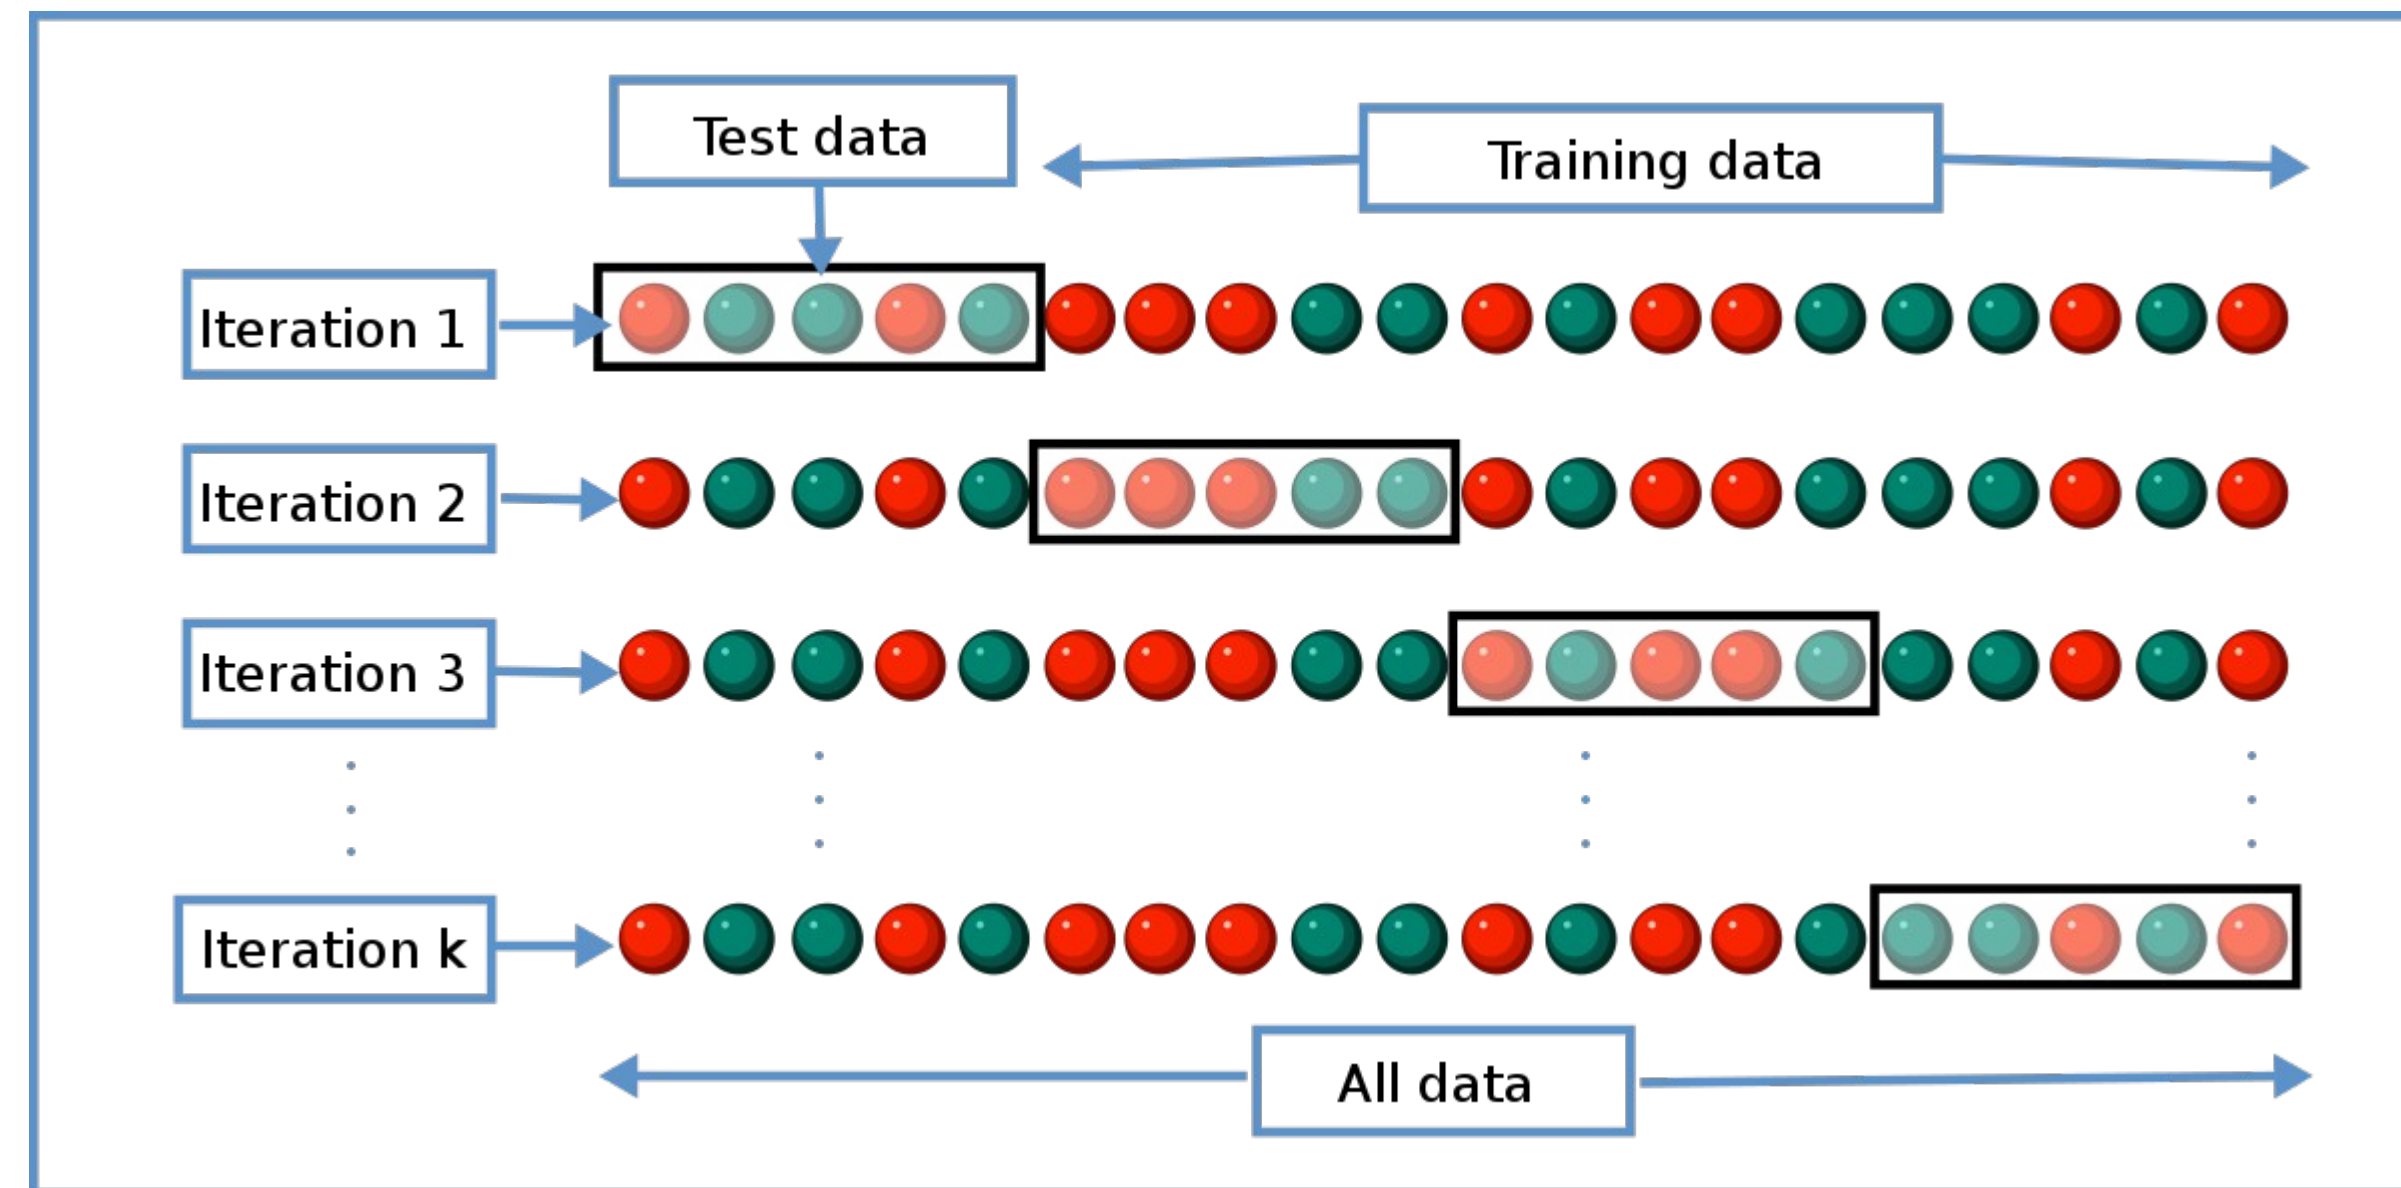 Test data
Training data
Iteration 1
Iteration 2
Iteration 3
Iteration k
All data